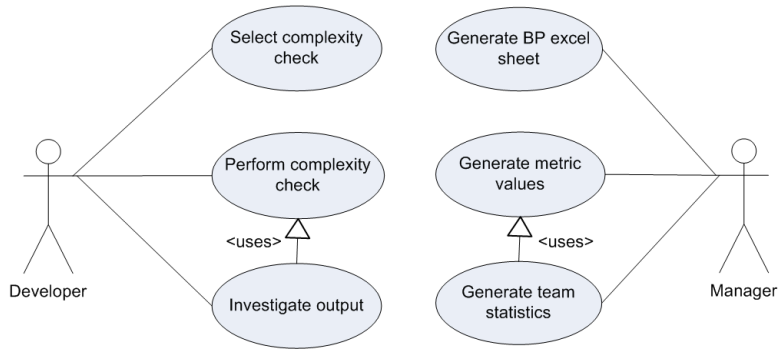 Select complexity
check
Generate BP excel
sheet
Perform complexity
check
Generate metric
values
<uses>
<uses>
Developer
Investigate output
Generate team
statistics
Manager